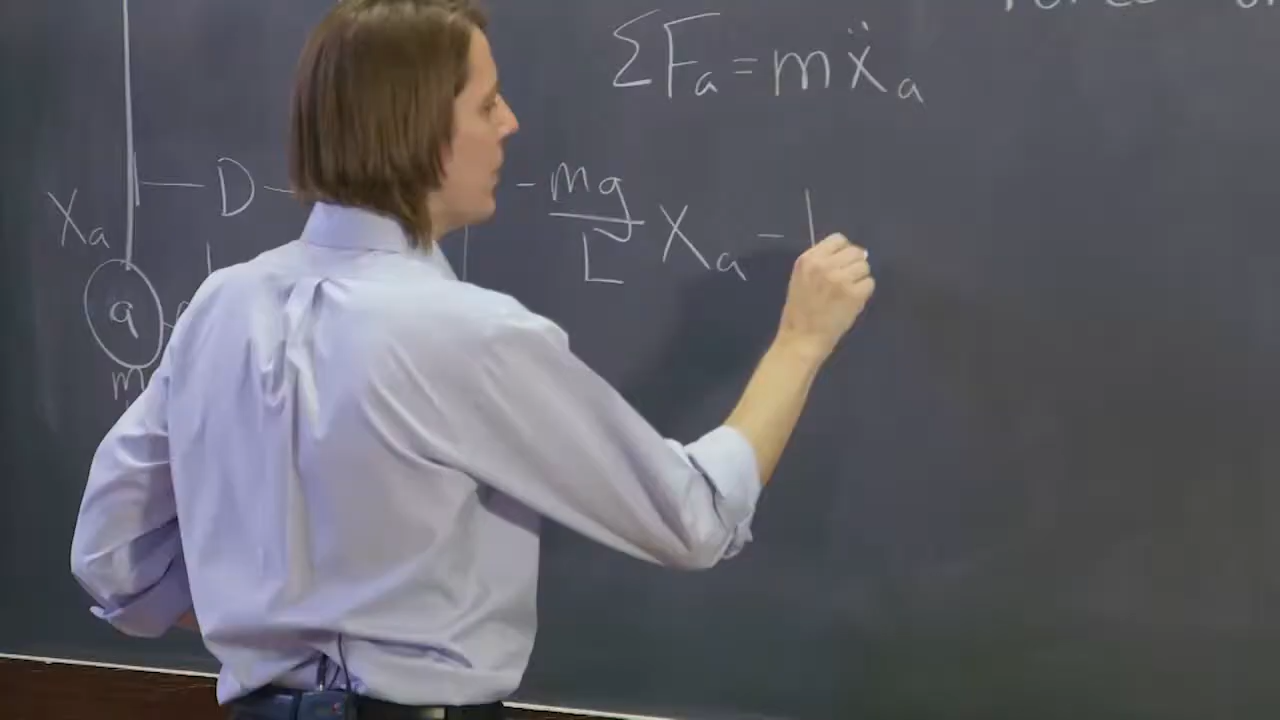 ΣFₐ = mẍₐ
Xₐ
D
- mg/L Xₐ -
a
m